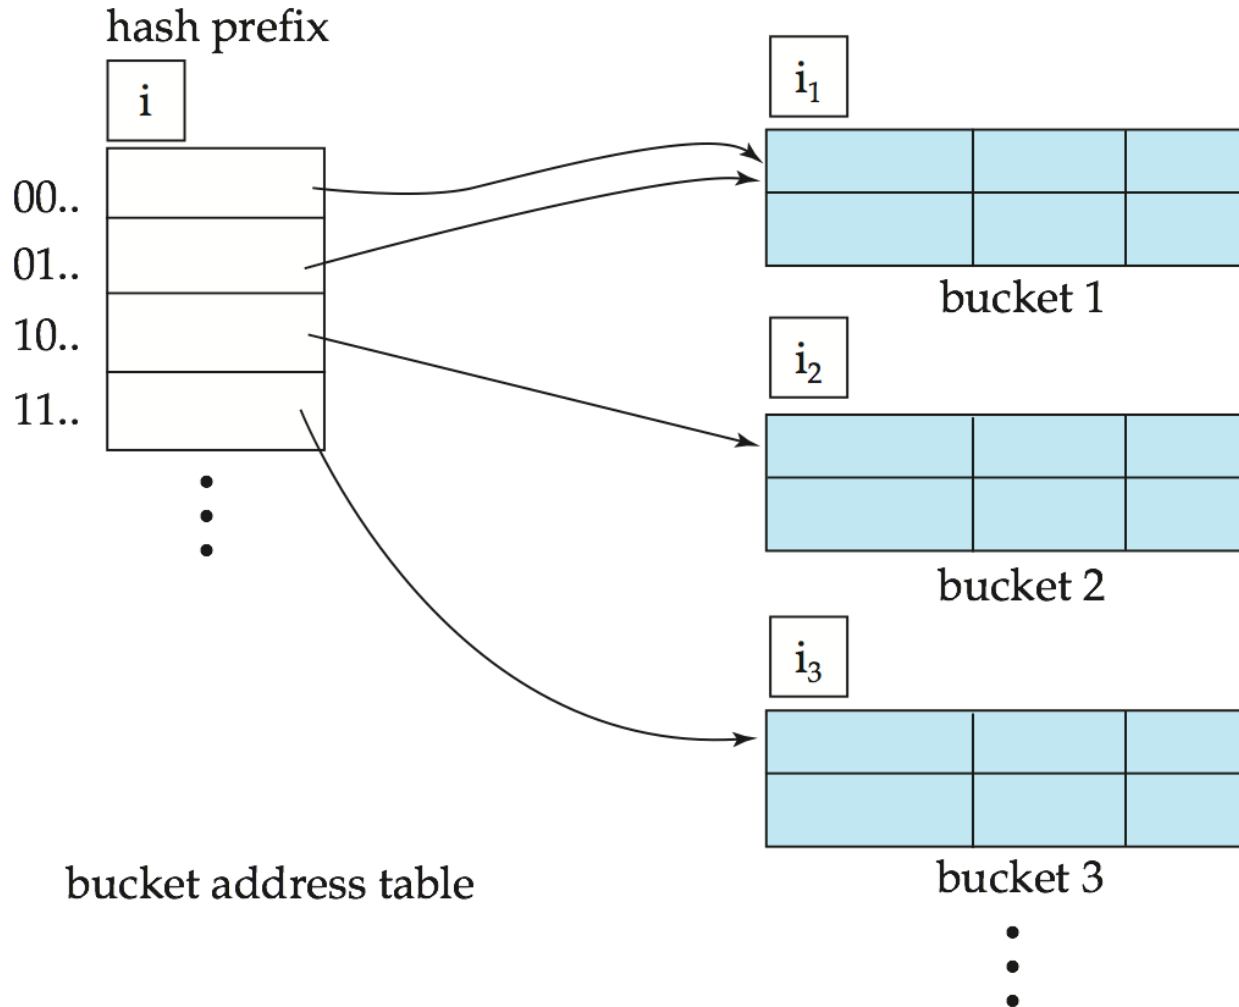 hash prefix
i
00..
01..
10..
11..
bucket address table
i₁
bucket 1
i₂
bucket 2
i₃
bucket 3